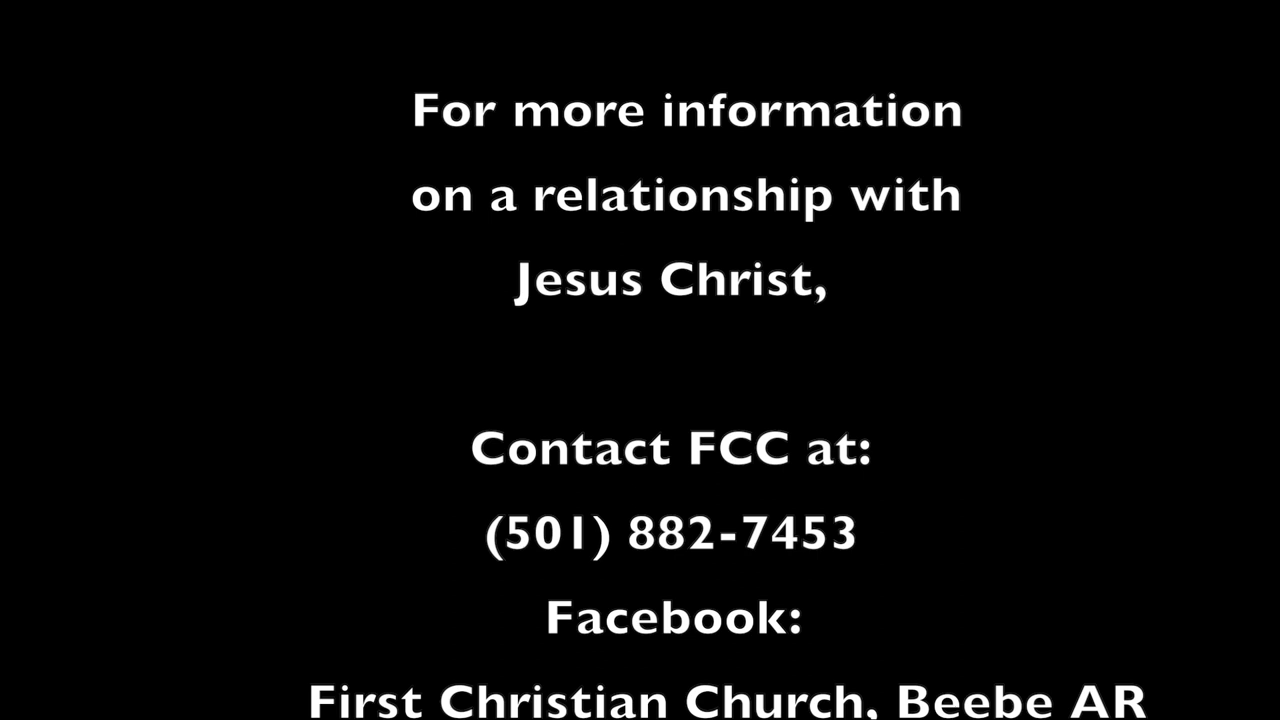 For more information
on a relationship with
Jesus Christ,
Contact FCC at:
(501) 882-7453
Facebook:
First Christian Church, Beebe AR